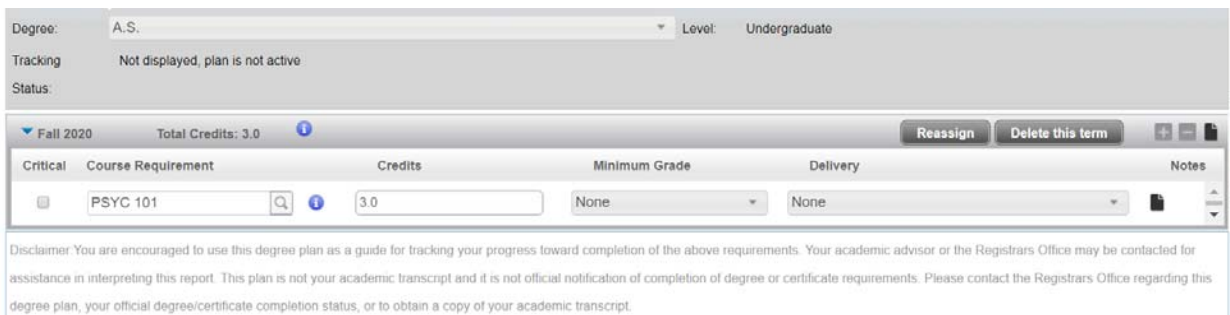 Degree: A.S. Level: Undergraduate
Tracking Not displayed, plan is not active
Status:
Fall 2020 Total Credits: 3.0 Reassign Delete this term
Critical Course Requirement Credits Minimum Grade Delivery Notes
PSYC 101 3.0 None None
Disclaimer:You are encouraged to use this degree plan as a guide for tracking your progress toward completion of the above requirements. Your academic advisor or the Registrars Office may be contacted for
assistance in interpreting this report. This plan is not your academic transcript and it is not official notification of completion of degree or certificate requirements. Please contact the Registrars Office regarding this
degree plan, your official degree/certificate completion status, or to obtain a copy of your academic transcript.